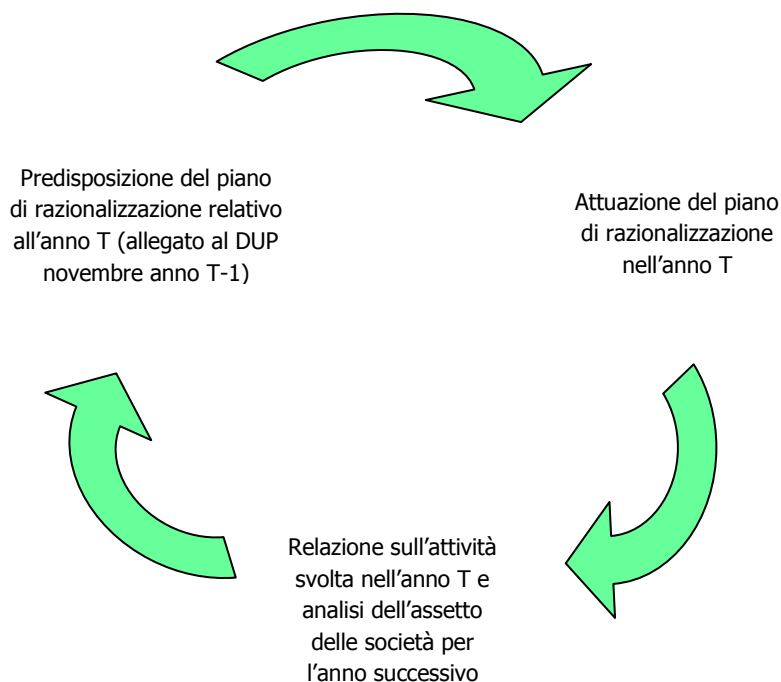 Predisposizione del piano
di razionalizzazione relativo
all’anno T (allegato al DUP
novembre anno T-1)
Attuazione del piano
di razionalizzazione
nell’anno T
Relazione sull’attività
svolta nell’anno T e
analisi dell’assetto
delle società per
l’anno successivo